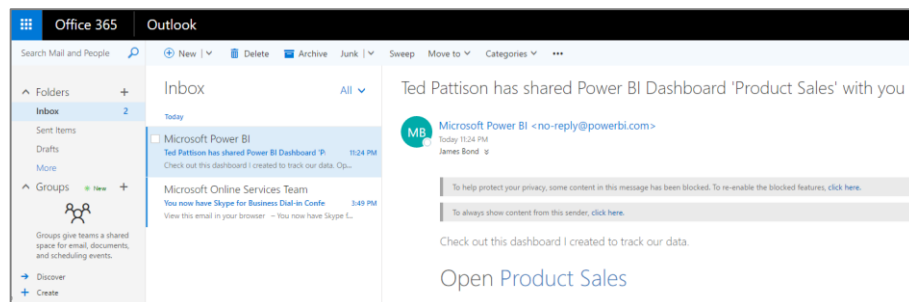 Office 365 Outlook
Search Mail and People
New Delete Archive Junk Sweep Move to Categories •••
Folders +
Inbox 2
Sent Items
Drafts
More
Groups New +
Groups give teams a shared
space for email, documents,
and scheduling events.
Discover
Create
Inbox All
Today
Microsoft Power BI
Ted Pattison has shared Power BI Dashboard 'P 11:24 PM
Check out this dashboard I created to track our data. Op...
Microsoft Online Services Team
You now have Skype for Business Dial-in Confe 3:49 PM
View this email in your browser – You now have Skype f...
Ted Pattison has shared Power BI Dashboard 'Product Sales' with you
MB
Microsoft Power BI <no-reply@powerbi.com>
Today 11:24 PM
James Bond
To help protect your privacy, some content in this message has been blocked. To re-enable the blocked features, click here.
To always show content from this sender, click here.
Check out this dashboard I created to track our data.
Open Product Sales